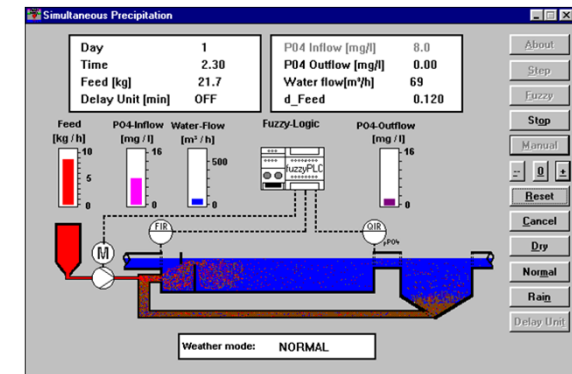 Simultaneous Precipitation
Day 1
Time 2.30
Feed [kg] 21.7
Delay Unit [min] OFF
P04 Inflow [mg/l] 8.0
P04 Outflow [mg/l] 0.00
Water flow[m³/h] 69
d_Feed 0.120
About
Step
Fuzzy
Stop
Manual
-- 0 ±
Reset
Cancel
Dry
Normal
Rain
Delay Unit
Feed PO4-Inflow Water-Flow Fuzzy-Logic PO4-Outflow
[kg / h] [mg / l] [m³ / h] [mg / l]
10 16 500 16
5
0 0 0 0
fuzzyPLC
FIR QIR
PO4
M
Weather mode: NORMAL